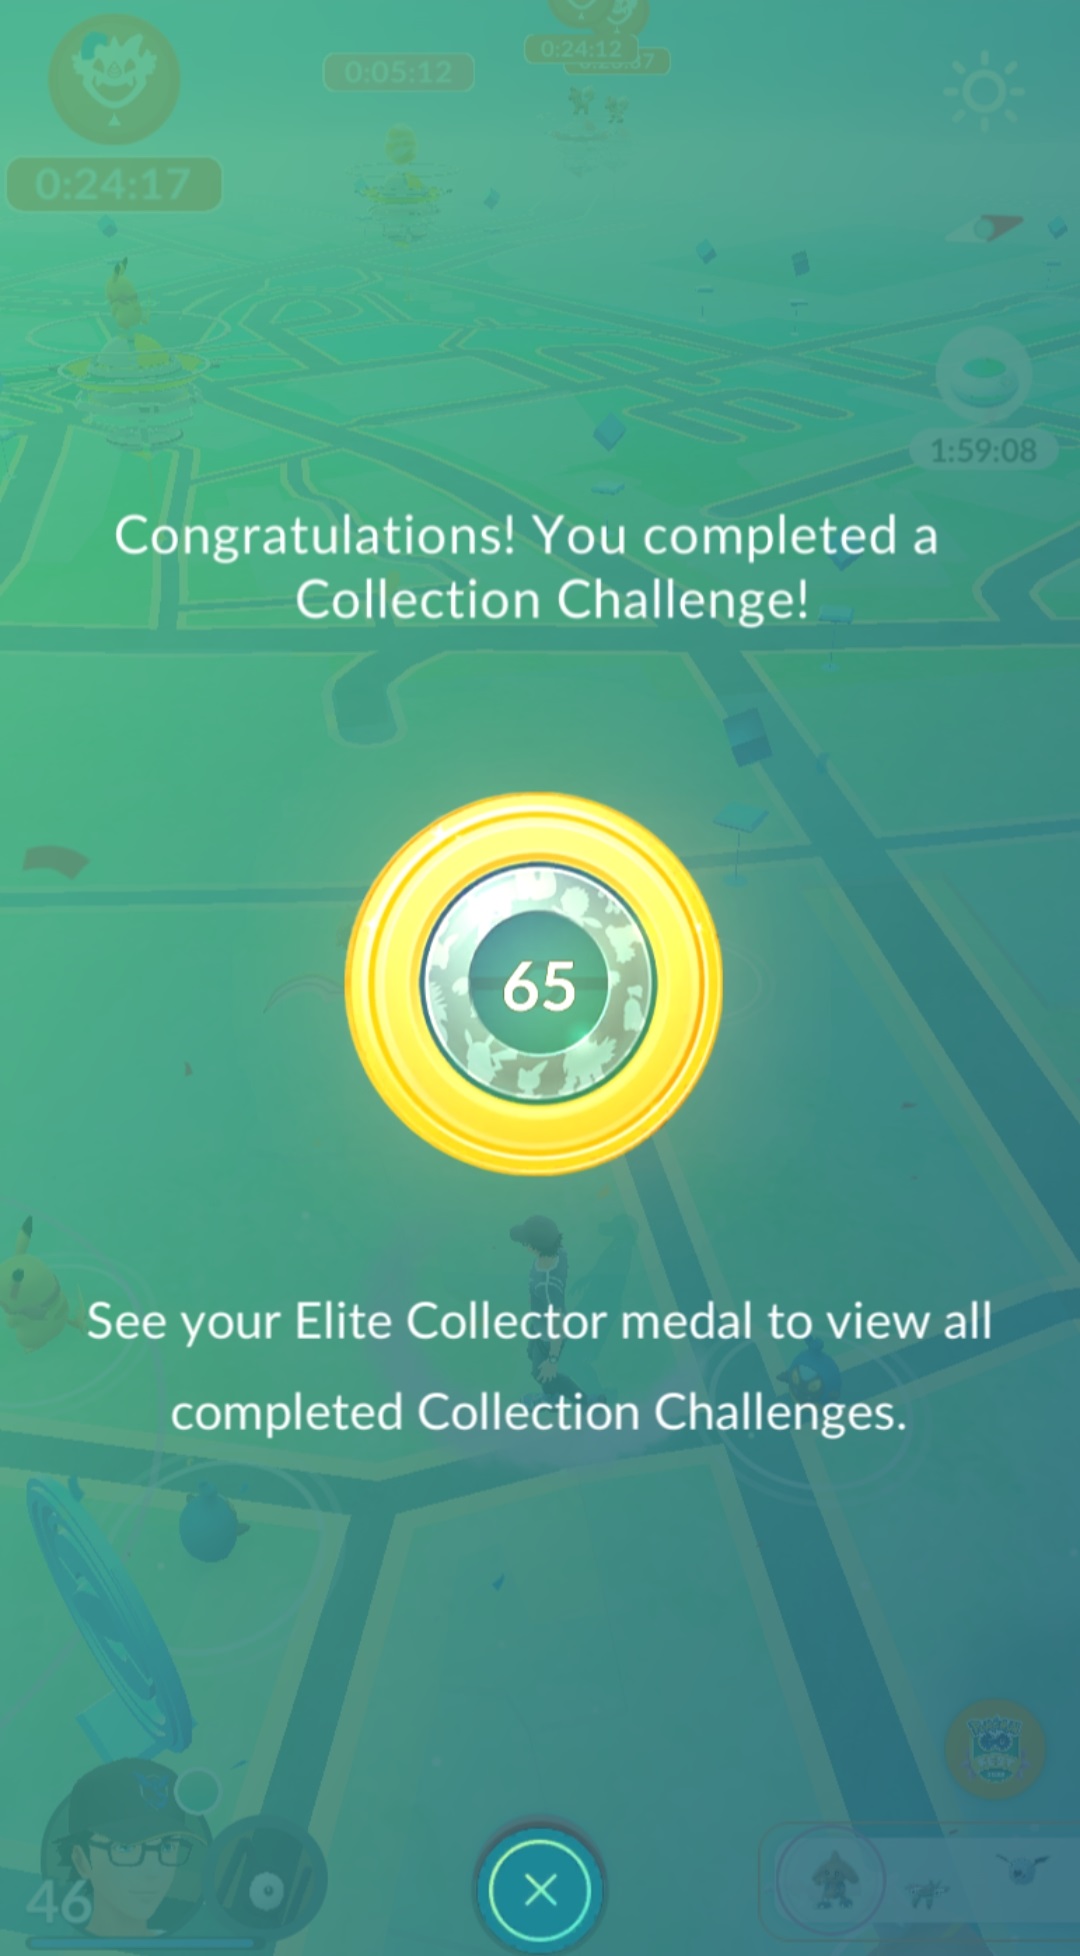 0:24:12
0:05:12
0:24:17
1:59:08
Congratulations! You completed a
Collection Challenge!
65
See your Elite Collector medal to view all
completed Collection Challenges.
46